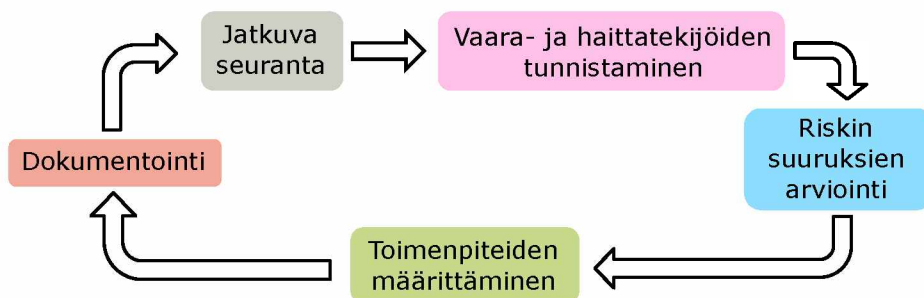 Jatkuva
seuranta
Vaara- ja haittatekijöiden
tunnistaminen
Riskin
suuruksien
arviointi
Toimenpiteiden
määrittäminen
Dokumentointi